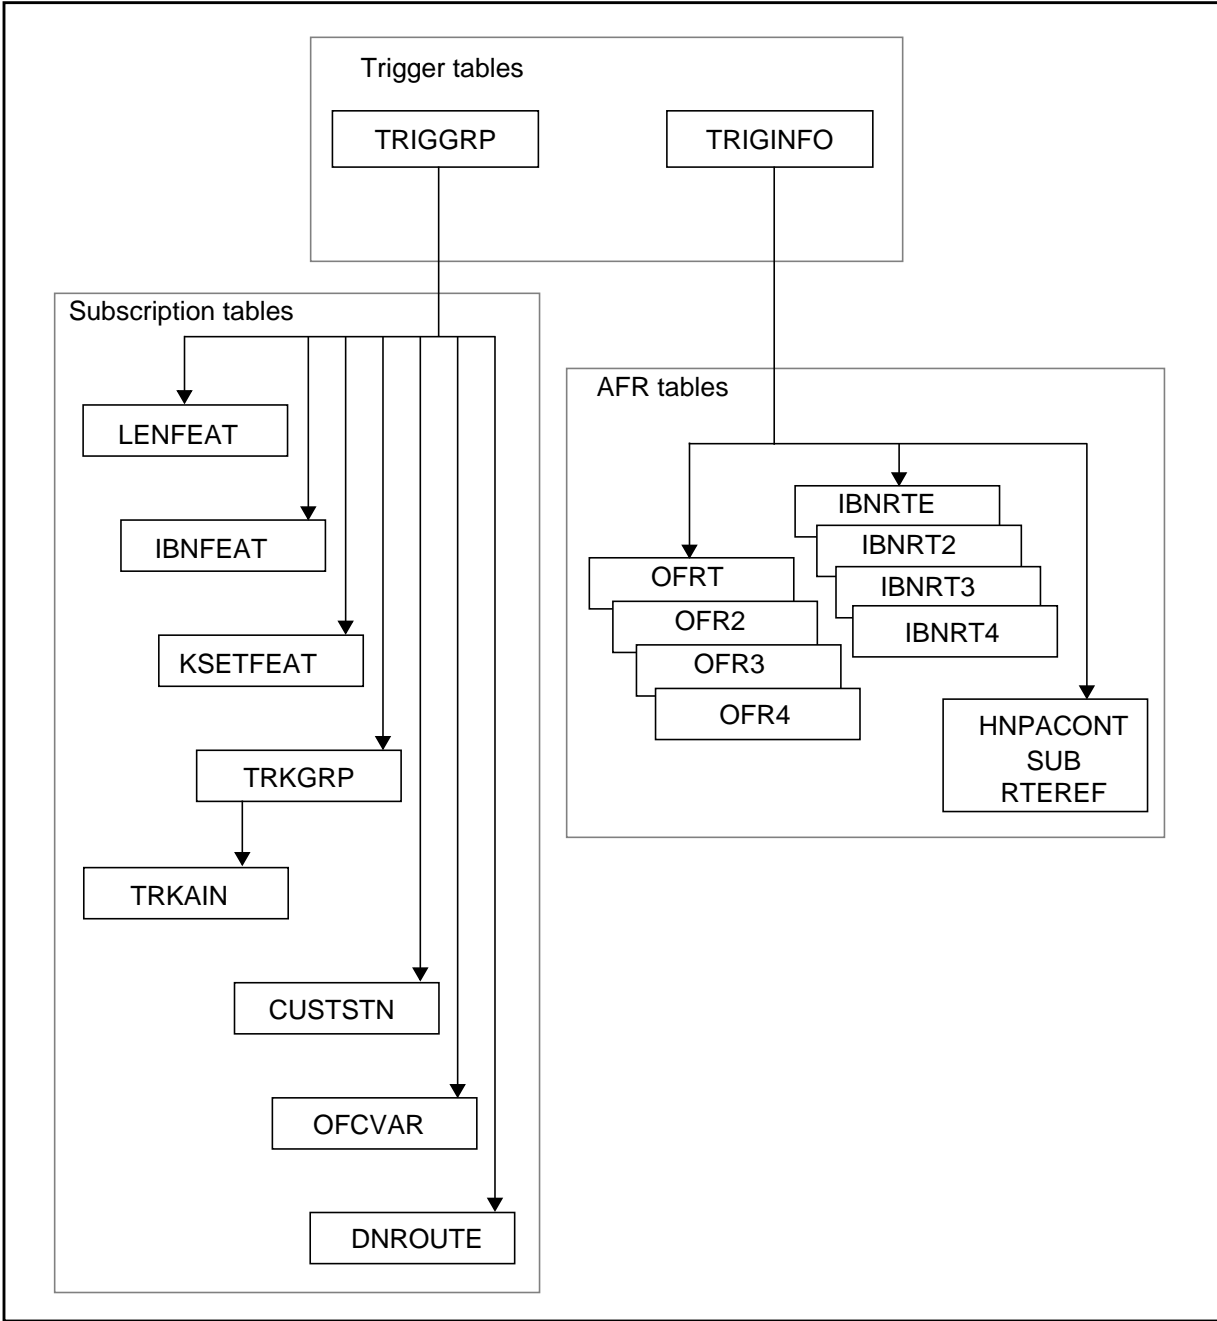 Trigger tables
TRIGGRP
TRIGINFO
Subscription tables
LENFEAT
IBNFEAT
KSETFEAT
TRKGRP
TRKAIN
CUSTSTN
OFCVAR
DNROUTE
AFR tables
OFRT
OFR2
OFR3
OFR4
IBNRTE
IBNRT2
IBNRT3
IBNRT4
HNPACONT
SUB
RTEREF